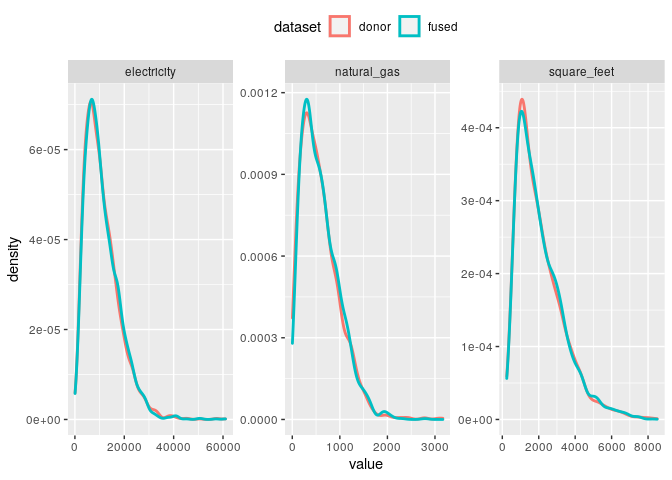 dataset donor fused
electricity natural_gas square_feet
density
6e-05
4e-05
2e-05
0e+00
0 20000 40000 60000
0.0012
0.0009
0.0006
0.0003
0.0000
0 1000 2000 3000
4e-04
3e-04
2e-04
1e-04
0e+00
0 2000 4000 6000 8000
value